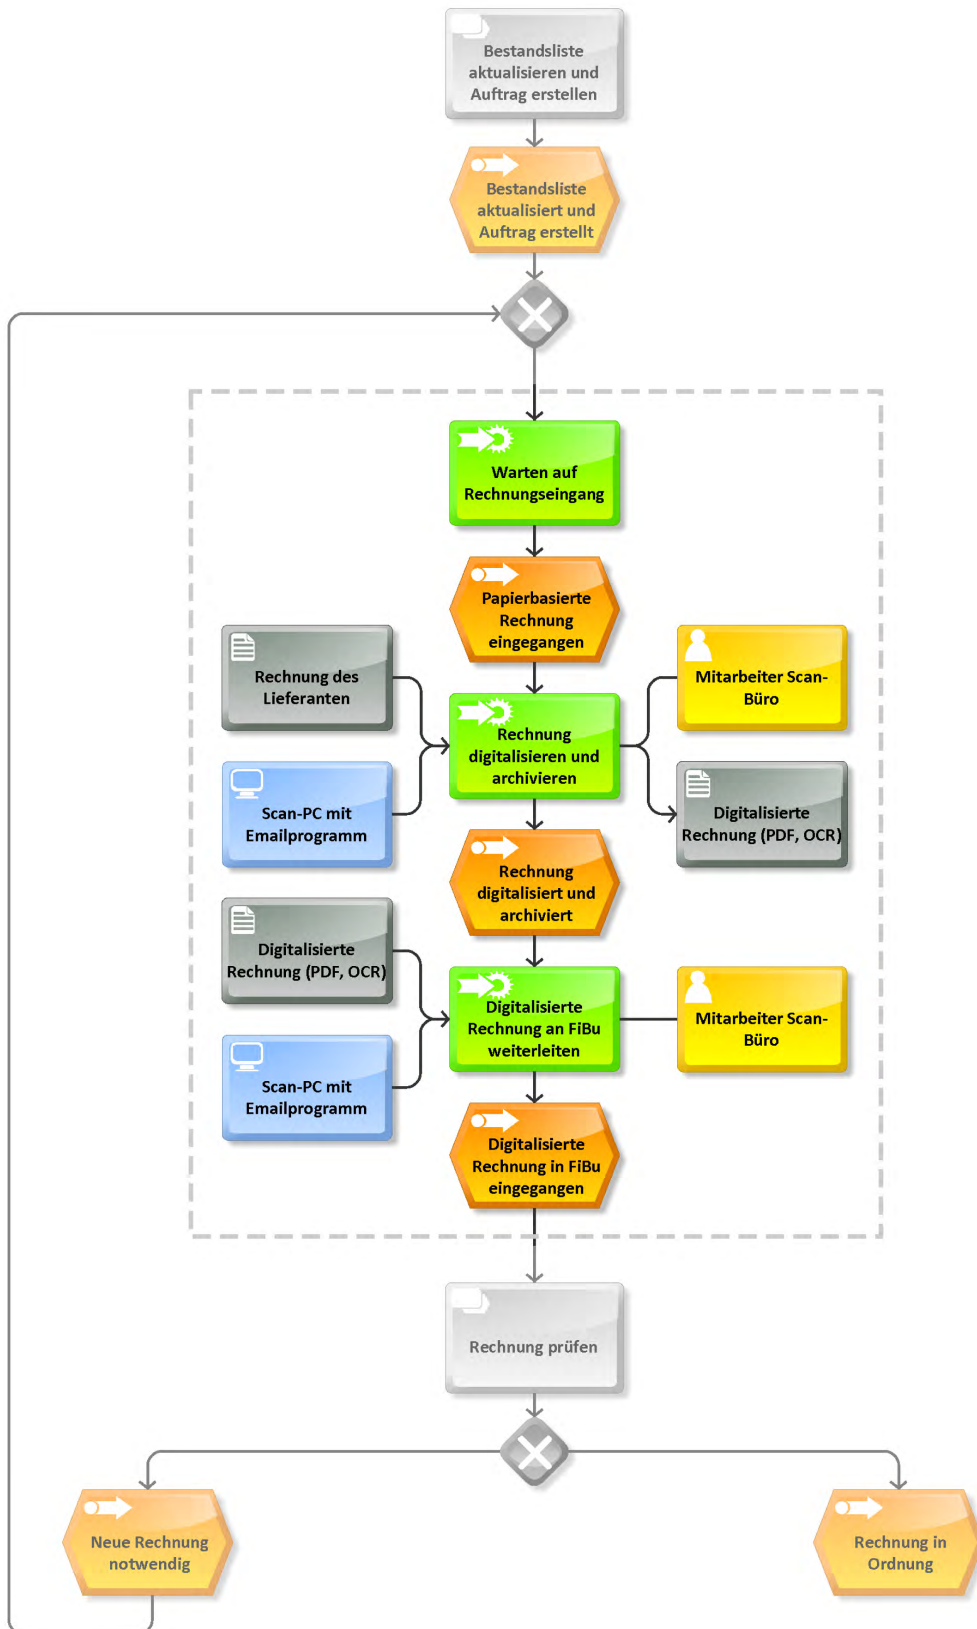 Bestandsliste
aktualisieren und
Auftrag erstellen
Bestandsliste
aktualisiert und
Auftrag erstellt
Warten auf
Rechnungseingang
Papierbasierte
Rechnung
eingegangen
Rechnung des
Lieferanten
Mitarbeiter Scan-
Büro
Rechnung
digitalisieren und
archivieren
Scan-PC mit
Emailprogramm
Digitalisierte
Rechnung (PDF, OCR)
Rechnung
digitalisiert und
archiviert
Digitalisierte
Rechnung (PDF, OCR)
Digitalisierte
Rechnung an FiBu
weiterleiten
Mitarbeiter Scan-
Büro
Scan-PC mit
Emailprogramm
Digitalisierte
Rechnung in FiBu
eingegangen
Rechnung prüfen
Neue Rechnung
notwendig
Rechnung in
Ordnung